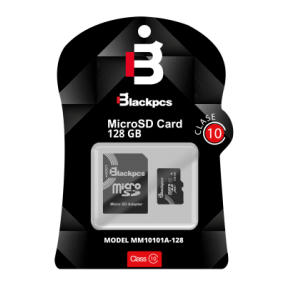 B
Blackpcs
MicroSD Card
128 GB
CLASE
10
Blackpcs
micro
SD
Micro SD Adapter
MODEL MM10101A-128
Class 10